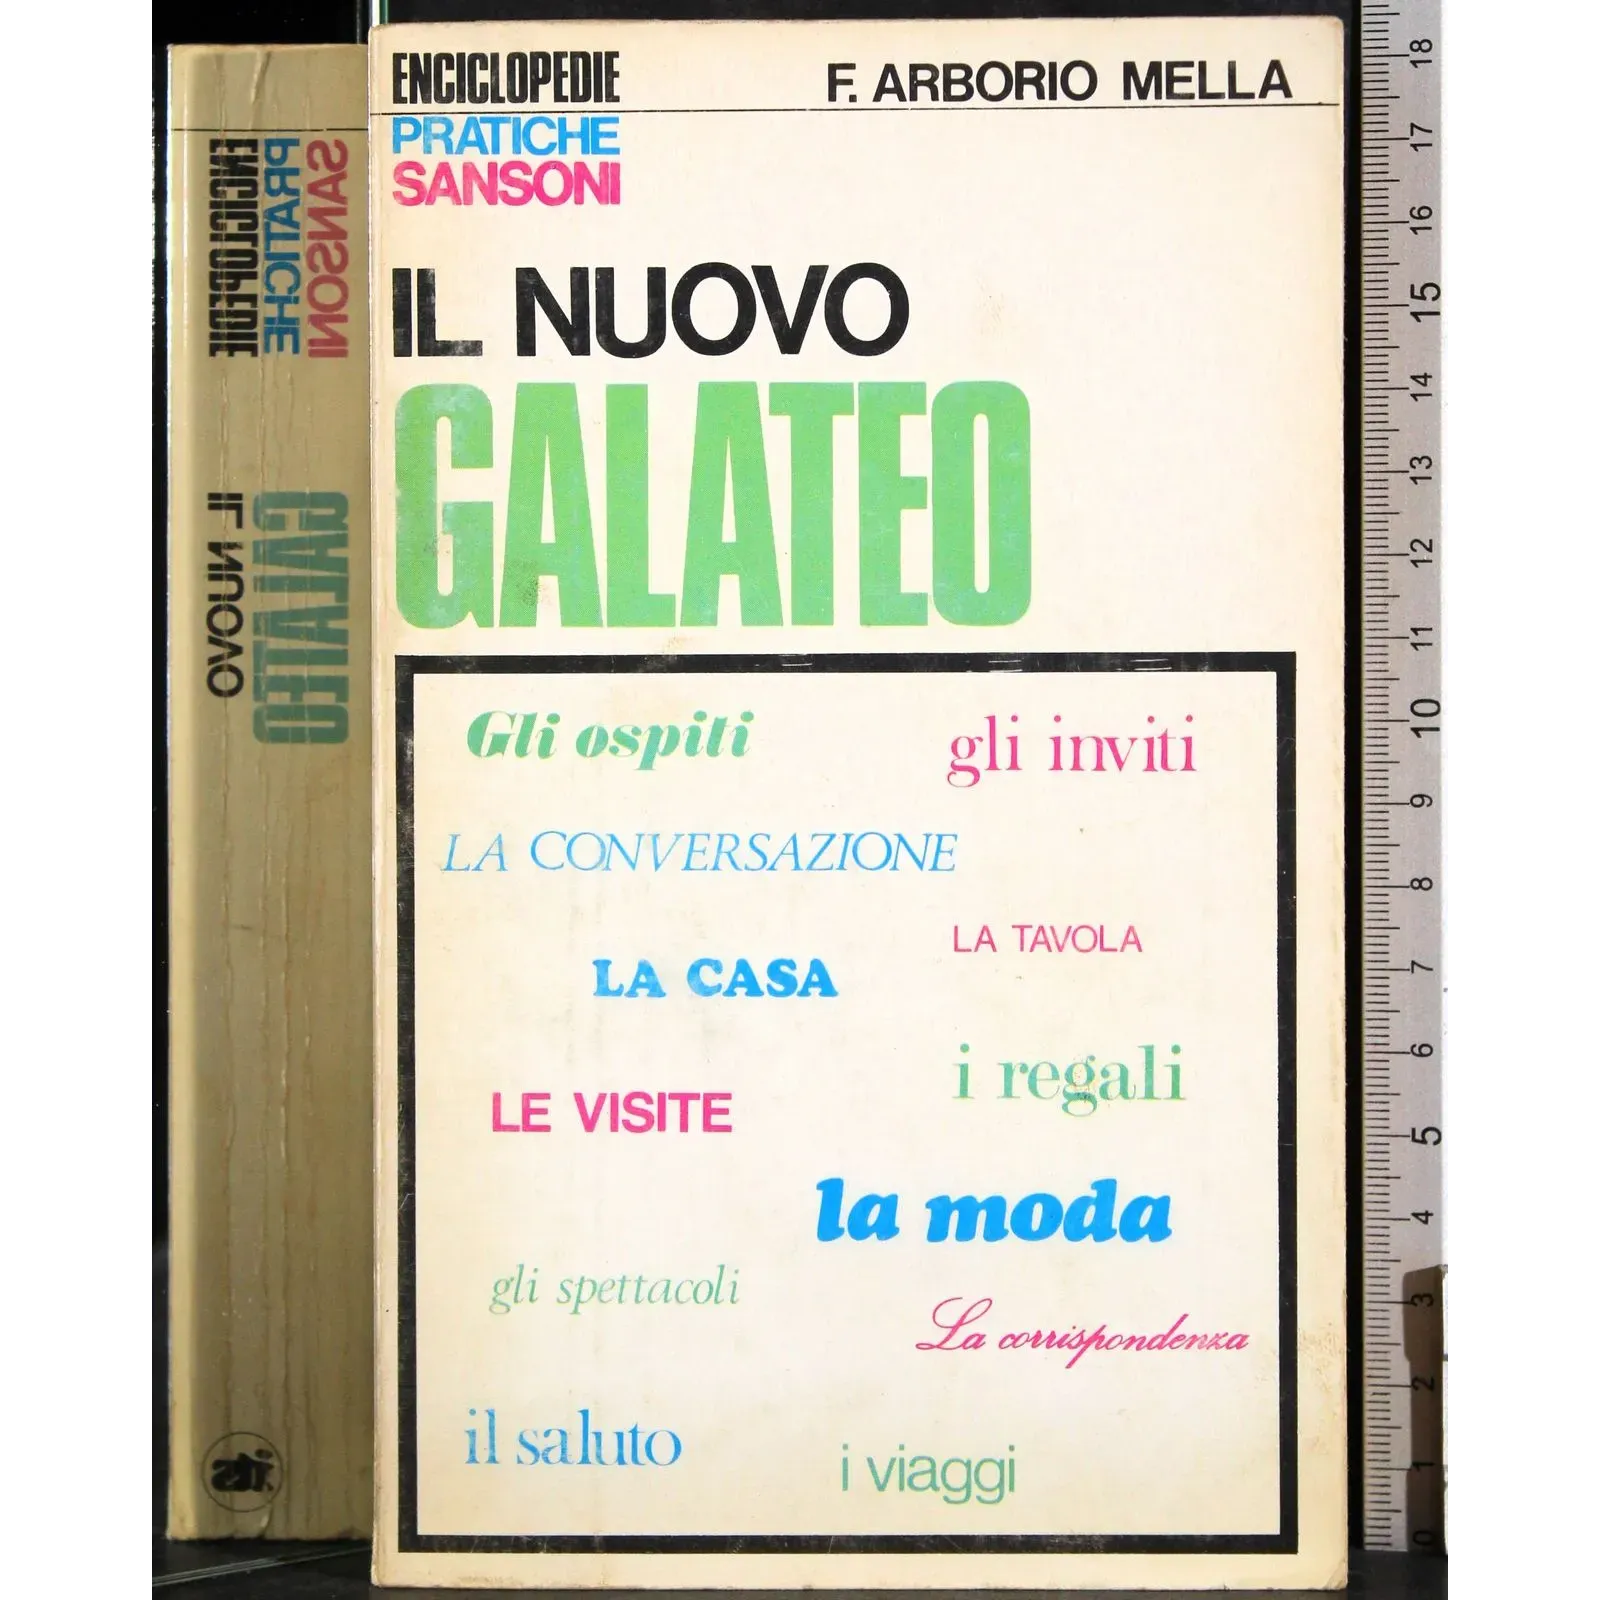 ENCICLOPEDIE
F. ARBORIO MELLA
PRATICHE
SANSONI
IL NUOVO
GALATEO
Gli ospiti
gli inviti
LA CONVERSAZIONE
LA TAVOLA
LA CASA
i regali
LE VISITE
la moda
gli spettacoli
La corrispondenza
il saluto
i viaggi
ENCICLOPEDIE
PRATICHE
SANSONI
IL NUOVO
GALATEO
18
17
16
15
14
13
12
11
10
9
8
7
6
5
4
3
2
1
0